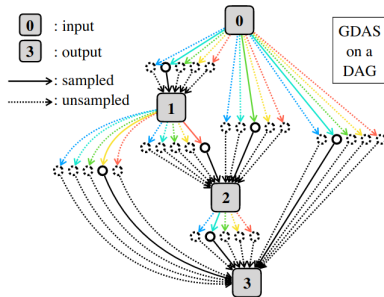 0 : input
3 : output
: sampled
: unsampled
GDAS
on a
DAG
0
1
2
3